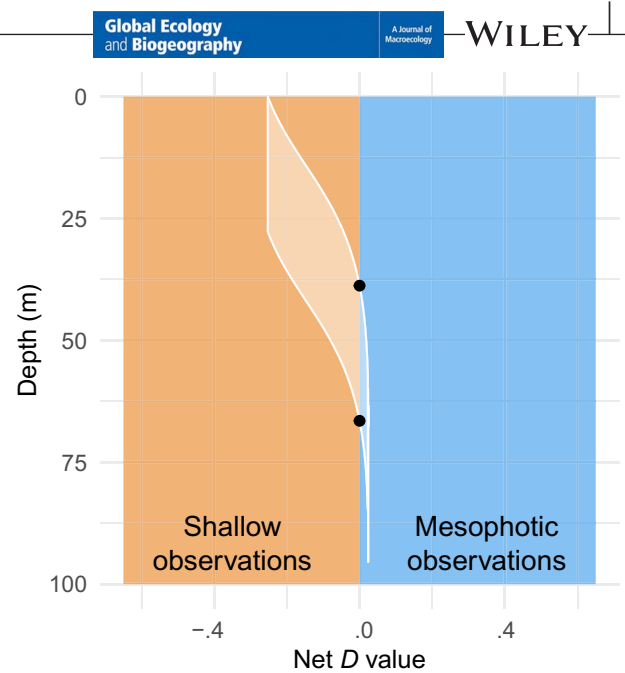 Global Ecology
and Biogeography
A Journal of
Macroecology
WILEY
0
25
50
75
100
Depth (m)
Shallow
observations
Mesophotic
observations
−.4
.0
.4
Net D value